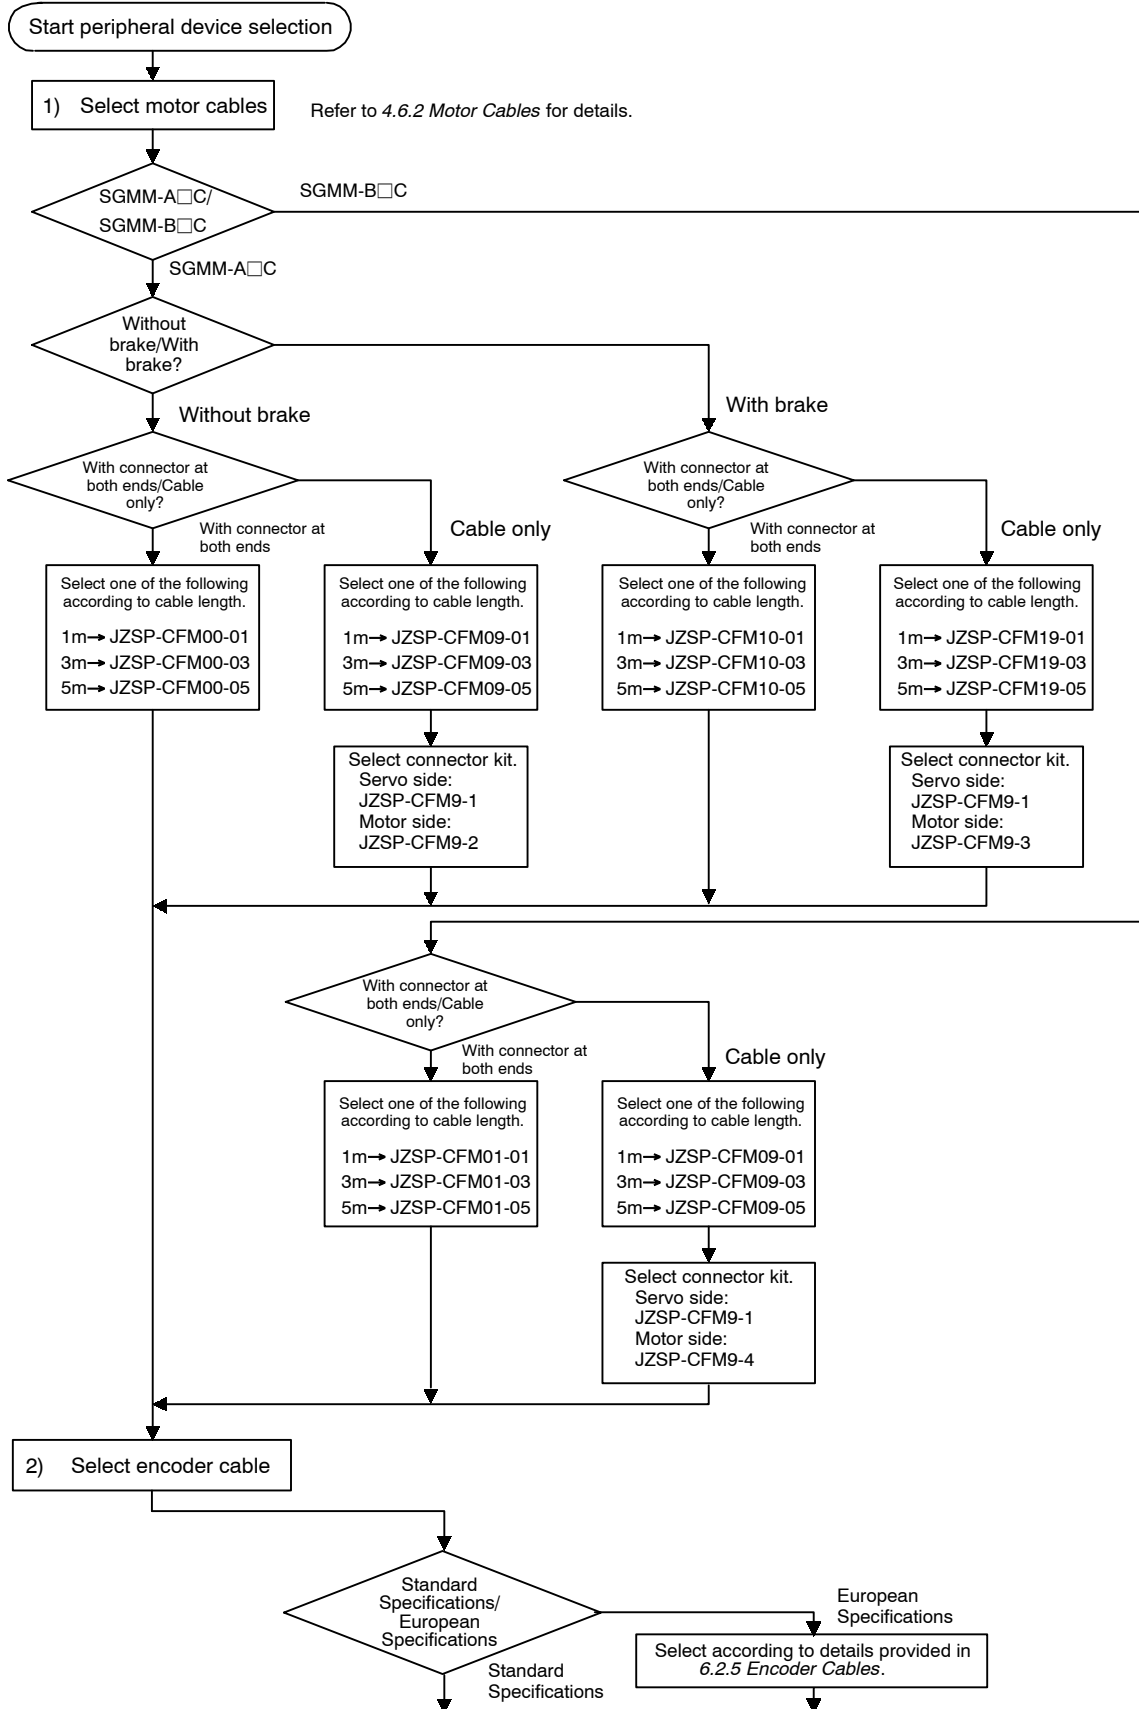 Start peripheral device selection
1) Select motor cables
Refer to 4.6.2 Motor Cables for details.
SGMM-A□C/
SGMM-B□C
SGMM-B□C
SGMM-A□C
Without
brake/With
brake?
Without brake
With brake
With connector at
both ends/Cable
only?
With connector at
both ends/Cable
only?
With connector at
both ends
Cable only
With connector at
both ends
Cable only
Select one of the following
according to cable length.
1m→ JZSP-CFM00-01
3m→ JZSP-CFM00-03
5m→ JZSP-CFM00-05
Select one of the following
according to cable length.
1m→ JZSP-CFM09-01
3m→ JZSP-CFM09-03
5m→ JZSP-CFM09-05
Select one of the following
according to cable length.
1m→ JZSP-CFM10-01
3m→ JZSP-CFM10-03
5m→ JZSP-CFM10-05
Select one of the following
according to cable length.
1m→ JZSP-CFM19-01
3m→ JZSP-CFM19-03
5m→ JZSP-CFM19-05
Select connector kit.
Servo side:
JZSP-CFM9-1
Motor side:
JZSP-CFM9-2
Select connector kit.
Servo side:
JZSP-CFM9-1
Motor side:
JZSP-CFM9-3
With connector at
both ends/Cable
only?
With connector at
both ends
Cable only
Select one of the following
according to cable length.
1m→ JZSP-CFM01-01
3m→ JZSP-CFM01-03
5m→ JZSP-CFM01-05
Select one of the following
according to cable length.
1m→ JZSP-CFM09-01
3m→ JZSP-CFM09-03
5m→ JZSP-CFM09-05
Select connector kit.
Servo side:
JZSP-CFM9-1
Motor side:
JZSP-CFM9-4
2) Select encoder cable
Standard
Specifications/
European
Specifications
European
Specifications
Select according to details provided in
6.2.5 Encoder Cables.
Standard
Specifications